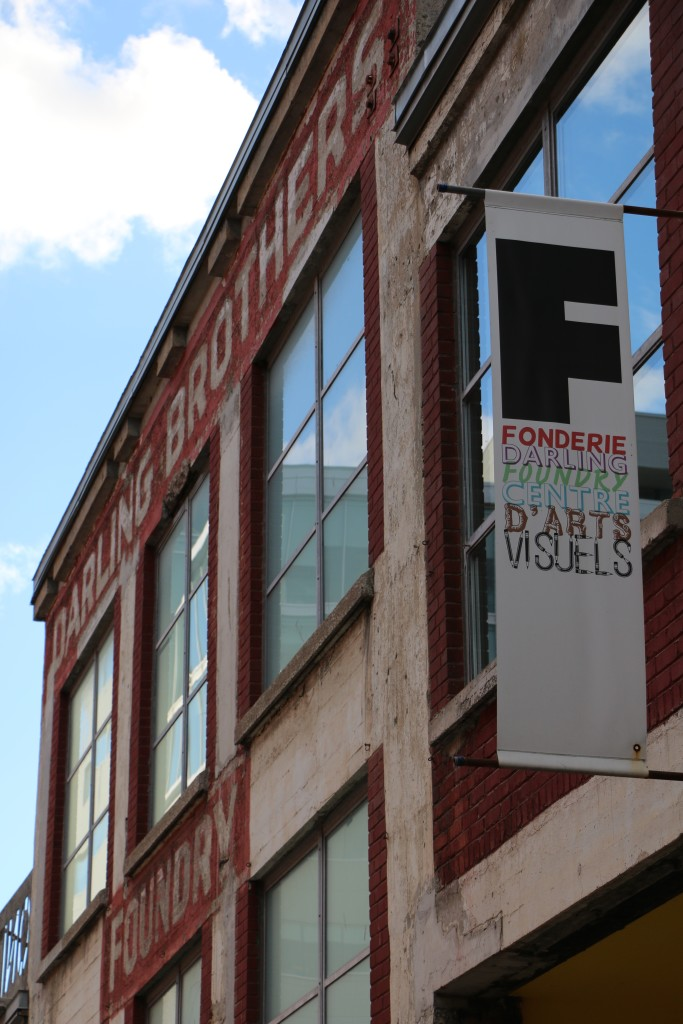 DARLING BROTHERS
FOUNDRY
F
FONDERIE
DARLING
FOUNDRY
CENTRE
D'ARTS
VISUELS